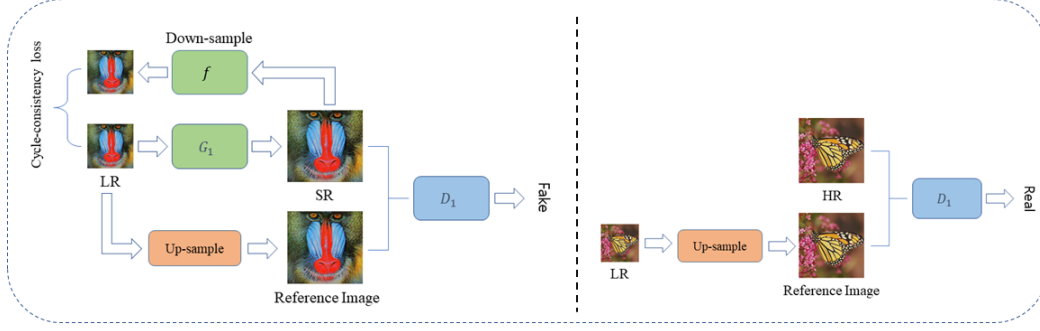 Cycle-consistency loss
Down-sample
f
G₁
LR
SR
D₁
Fake
Up-sample
Reference Image
HR
D₁
Real
LR
Up-sample
Reference Image